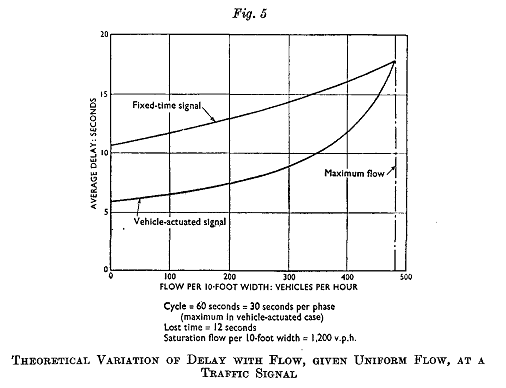 Fig. 5
20
15
10
5
0
AVERAGE DELAY: SECONDS
Fixed-time signal
Vehicle-actuated signal
Maximum flow
0 100 200 300 400 500
FLOW PER 10-FOOT WIDTH: VEHICLES PER HOUR
Cycle = 60 seconds = 30 seconds per phase
(maximum in vehicle-actuated case)
Lost time = 12 seconds
Saturation flow per 10-foot width = 1,200 v.p.h.
THEORETICAL VARIATION OF DELAY WITH FLOW, GIVEN UNIFORM FLOW, AT A
TRAFFIC SIGNAL